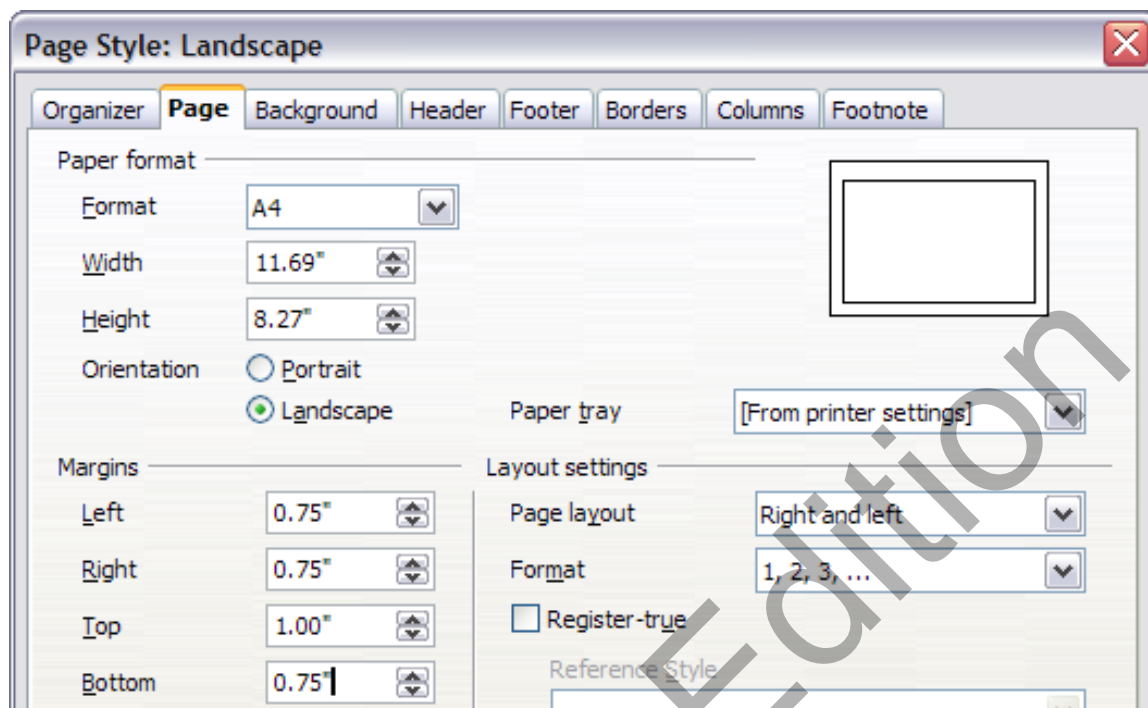 Page Style: Landscape
Organizer Page Background Header Footer Borders Columns Footnote
Paper format
Format A4
Width 11.69"
Height 8.27"
Orientation Portrait
Landscape Paper tray [From printer settings]
Margins Layout settings
Left 0.75" Page layout Right and left
Right 0.75" Format 1, 2, 3, ...
Top 1.00" Register-true
Bottom 0.75" Reference Style
Edition